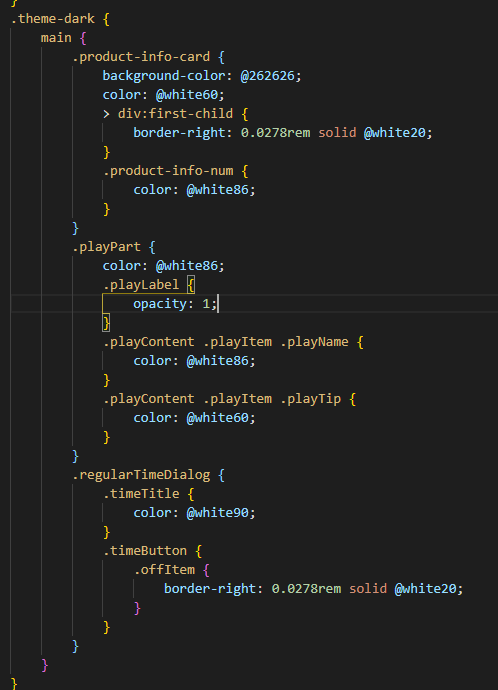 }
.theme-dark {
main {
.product-info-card {
background-color: @262626;
color: @white60;
> div:first-child {
border-right: 0.0278rem solid @white20;
}
.product-info-num {
color: @white86;
}
}
.playPart {
color: @white86;
.playLabel {
opacity: 1;
}
.playContent .playItem .playName {
color: @white86;
}
.playContent .playItem .playTip {
color: @white60;
}
}
.regularTimeDialog {
.timeTitle {
color: @white90;
}
.timeButton {
.offItem {
border-right: 0.0278rem solid @white20;
}
}
}
}
}